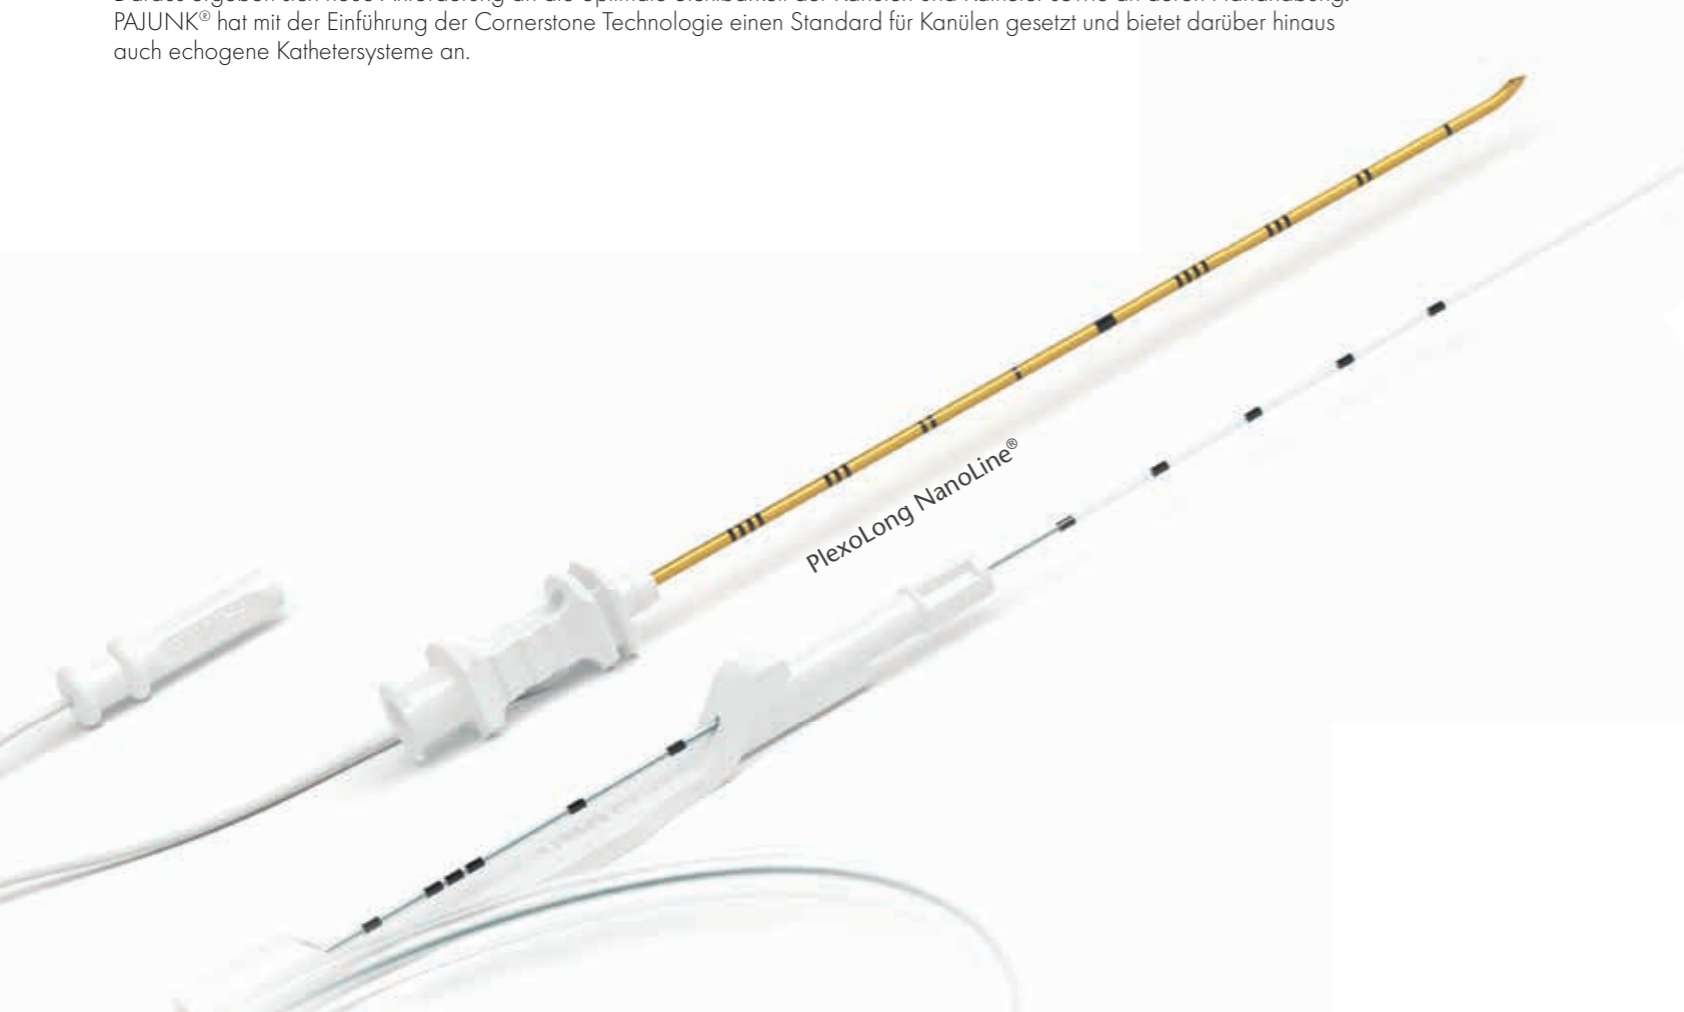 PAJUNK® hat mit der Einführung der Cornerstone Technologie einen Standard für Kanülen gesetzt und bietet darüber hinaus
auch echogene Kathetersysteme an.
PlexoLong NanoLine®